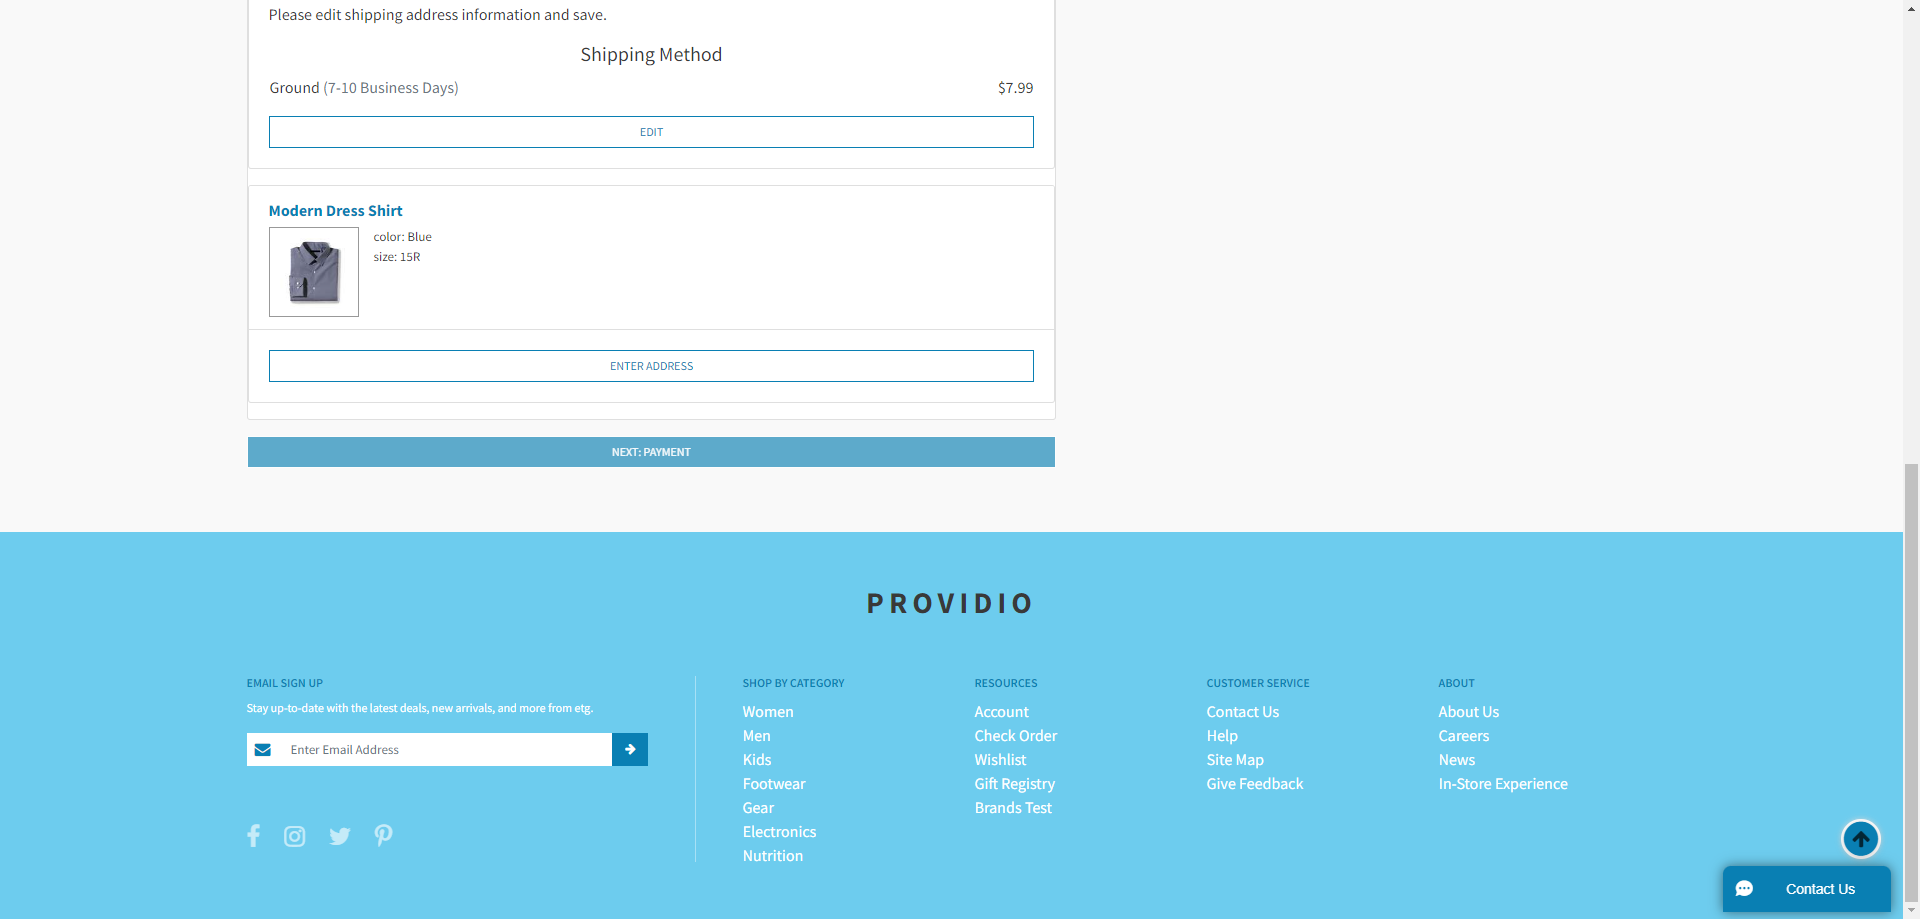 Please edit shipping address information and save.
Shipping Method
Ground (7-10 Business Days) $7.99
EDIT
Modern Dress Shirt
color: Blue
size: 15R
ENTER ADDRESS
NEXT: PAYMENT
PROVIDIO
EMAIL SIGN UP
Stay up-to-date with the latest deals, new arrivals, and more from etg.
Enter Email Address
SHOP BY CATEGORY
Women
Men
Kids
Footwear
Gear
Electronics
Nutrition
RESOURCES
Account
Check Order
Wishlist
Gift Registry
Brands Test
CUSTOMER SERVICE
Contact Us
Help
Site Map
Give Feedback
ABOUT
About Us
Careers
News
In-Store Experience
Contact Us